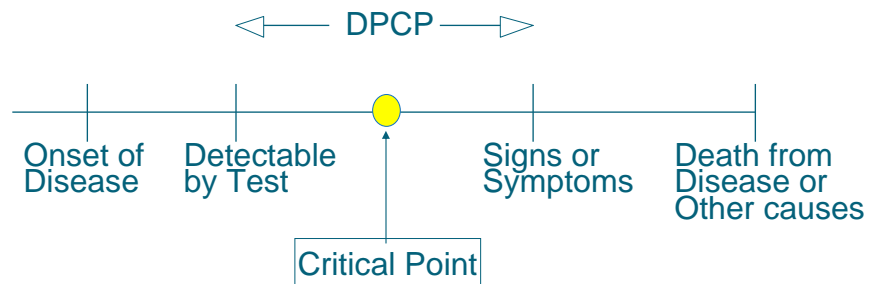 DPCP
Onset of
Disease
Detectable
by Test
Signs or
Symptoms
Death from
Disease or
Other causes
Critical Point